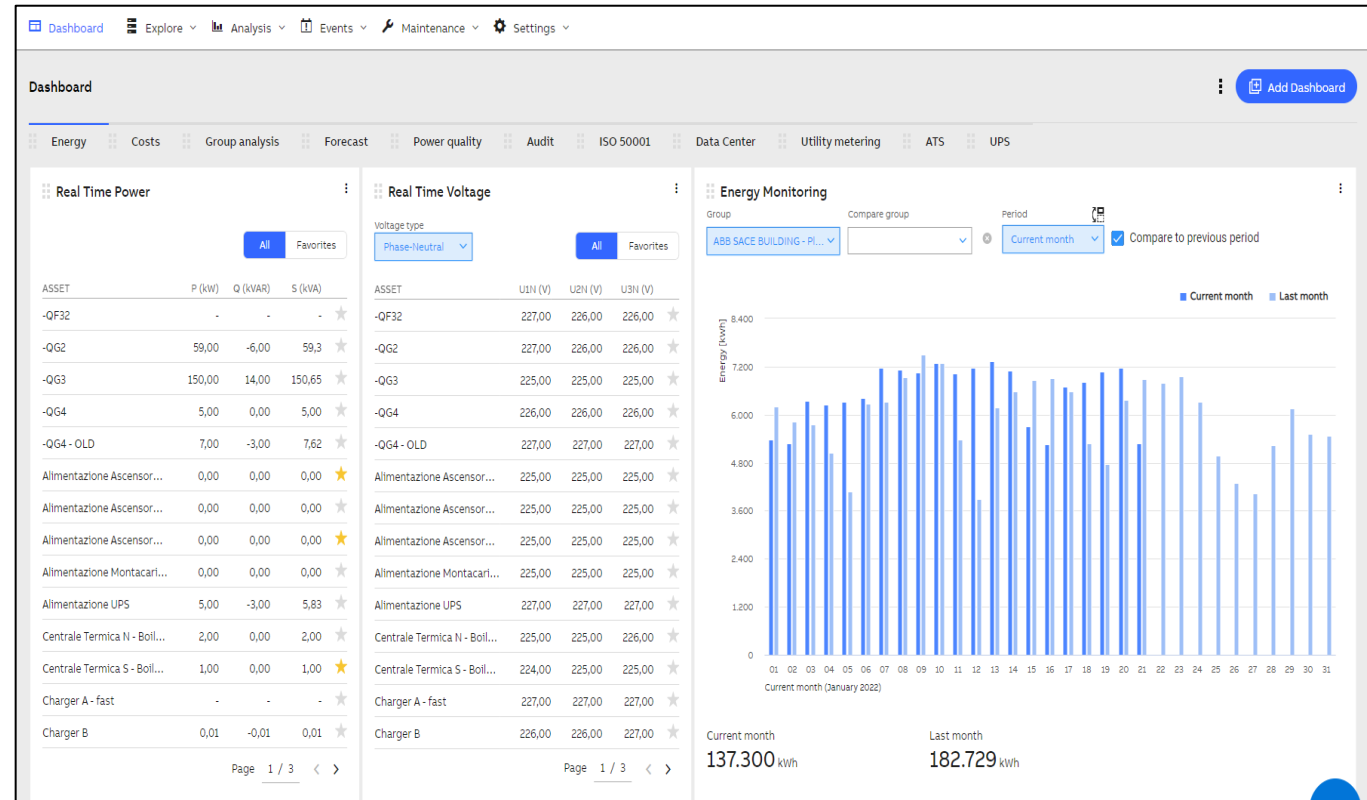 Dashboard Explore Analysis Events Maintenance Settings
Dashboard
Add Dashboard
Energy Costs Group analysis Forecast Power quality Audit ISO 50001 Data Center Utility metering ATS UPS
Real Time Power
All Favorites
ASSET P (kW) Q (kVAR) S (kVA)
-QF32 - - -
-QG2 59,00 -6,00 59,3
-QG3 150,00 14,00 150,65
-QG4 5,00 0,00 5,00
-QG4 - OLD 7,00 -3,00 7,62
Alimentazione Ascensor... 0,00 0,00 0,00
Alimentazione Ascensor... 0,00 0,00 0,00
Alimentazione Ascensor... 0,00 0,00 0,00
Alimentazione Montacari... 0,00 0,00 0,00
Alimentazione UPS 5,00 -3,00 5,83
Centrale Termica N - Boil... 2,00 0,00 2,00
Centrale Termica S - Boil... 1,00 0,00 1,00
Charger A - fast - - -
Charger B 0,01 -0,01 0,01
Page 1 / 3
Real Time Voltage
Voltage type
Phase-Neutral
All Favorites
ASSET U1N (V) U2N (V) U3N (V)
-QF32 227,00 226,00 226,00
-QG2 227,00 226,00 226,00
-QG3 225,00 225,00 225,00
-QG4 226,00 226,00 226,00
-QG4 - OLD 227,00 227,00 227,00
Alimentazione Ascensor... 225,00 225,00 225,00
Alimentazione Ascensor... 225,00 225,00 225,00
Alimentazione Ascensor... 225,00 225,00 225,00
Alimentazione Montacari... 225,00 225,00 225,00
Alimentazione UPS 227,00 227,00 227,00
Centrale Termica N - Boil... 225,00 225,00 226,00
Centrale Termica S - Boil... 224,00 225,00 225,00
Charger A - fast 227,00 227,00 227,00
Charger B 226,00 226,00 227,00
Page 1 / 3
Energy Monitoring
Group Compare group Period
ABB SACE BUILDING - Pl... Current month Compare to previous period
Current month Last month
Energy [kWh]
8.400
7.200
6.000
4.800
3.600
2.400
1.200
0
01 02 03 04 05 06 07 08 09 10 11 12 13 14 15 16 17 18 19 20 21 22 23 24 25 26 27 28 29 30 31
Current month (January 2022)
Current month Last month
137.300 kWh 182.729 kWh